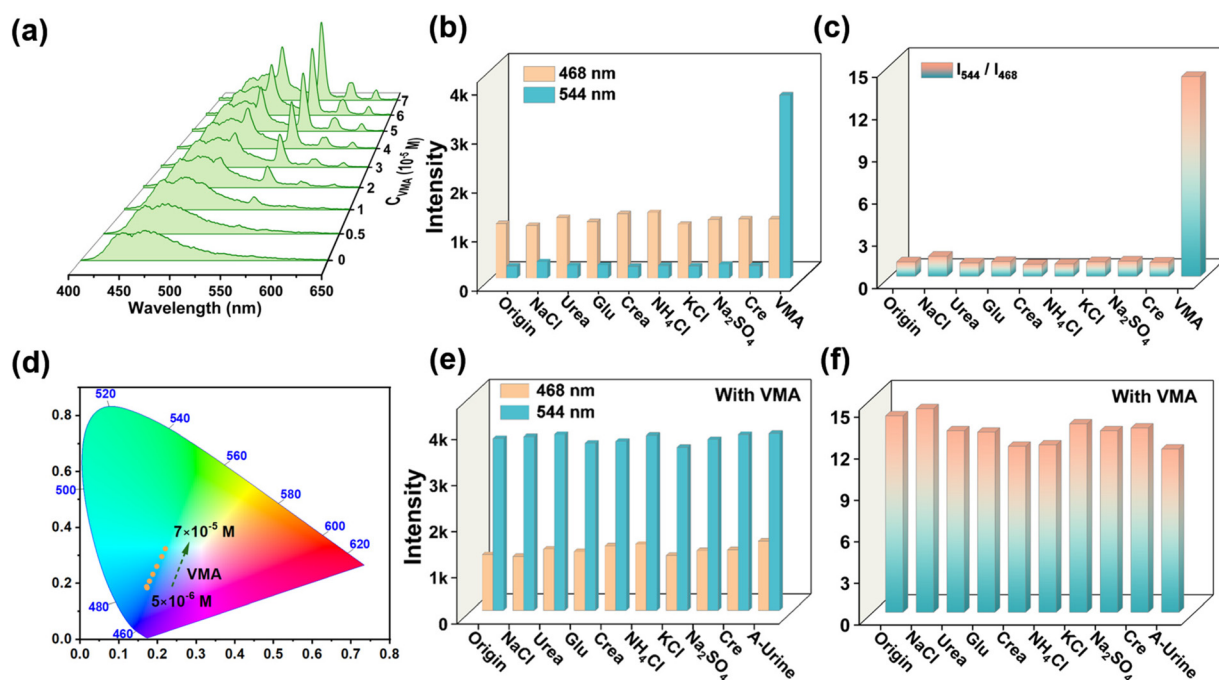 (a)
7
6
5
4
3
2
1
0.5
0
C_VMA (10⁻⁵ M)
400 450 500 550 600 650
Wavelength (nm)
(b)
468 nm
544 nm
4k
3k
2k
1k
0
Intensity
Origin NaCl Urea Glu Crea NH₄Cl KCl Na₂SO₄ Cre VMA
(c)
I₅₄₄ / I₄₆₈
15
12
9
6
3
0
Origin NaCl Urea Glu Crea NH₄Cl KCl Na₂SO₄ Cre VMA
(d)
0.8
0.6
0.4
0.2
0.0
520
540
560
500
580
600
620
7×10⁻⁵ M
VMA
5×10⁻⁶ M
480
460
0.0 0.1 0.2 0.3 0.4 0.5 0.6 0.7 0.8
(e)
468 nm
544 nm
With VMA
4k
3k
2k
1k
0
Intensity
Origin NaCl Urea Glu Crea NH₄Cl KCl Na₂SO₄ Cre A-Urine
(f)
With VMA
15
12
9
6
3
0
Origin NaCl Urea Glu Crea NH₄Cl KCl Na₂SO₄ Cre A-Urine